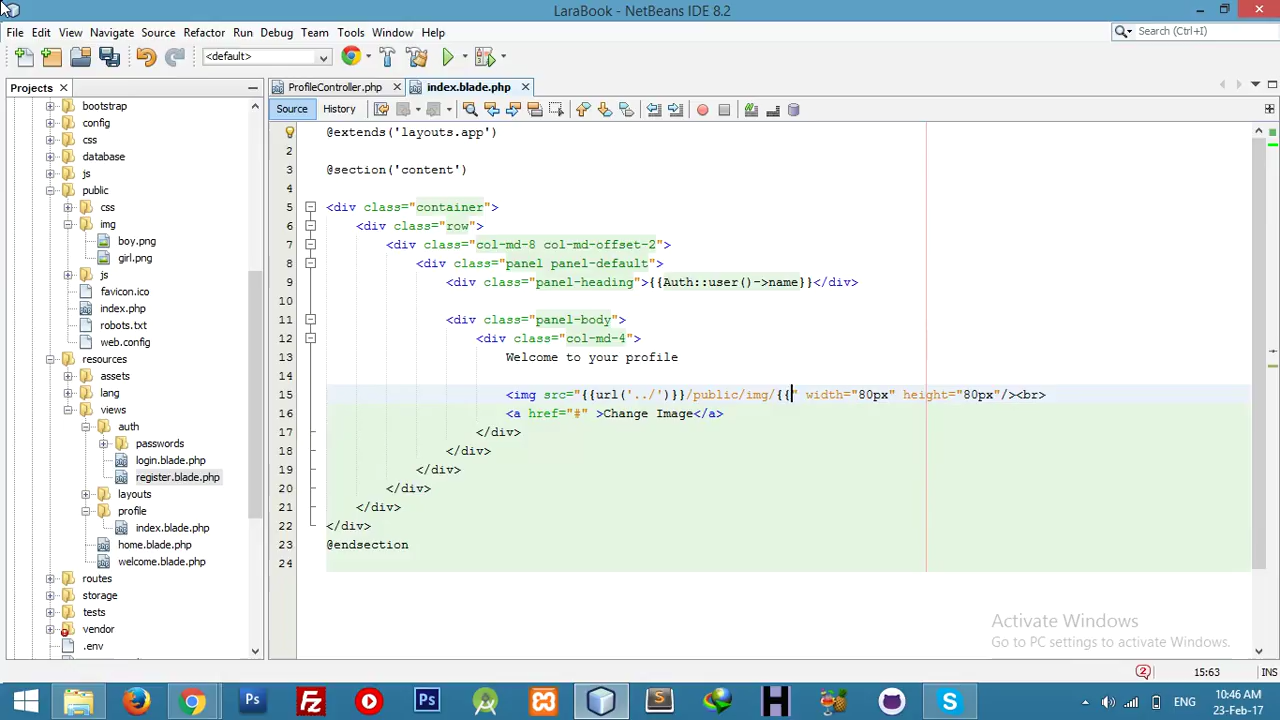 LaraBook - NetBeans IDE 8.2
File Edit View Navigate Source Refactor Run Debug Team Tools Window Help
Search (Ctrl+I)
<default>
Projects
ProfileController.php
index.blade.php
Source History
bootstrap
config
css
database
js
public
css
img
boy.png
girl.png
js
favicon.ico
index.php
robots.txt
web.config
resources
assets
lang
views
auth
passwords
login.blade.php
register.blade.php
layouts
profile
index.blade.php
home.blade.php
welcome.blade.php
routes
storage
tests
vendor
.env
@extends('layouts.app')
2
3 @section('content')
4
5 <div class="container">
6 <div class="row">
7 <div class="col-md-8 col-md-offset-2">
8 <div class="panel panel-default">
9 <div class="panel-heading">{{Auth::user()->name}}</div>
10
11 <div class="panel-body">
12 <div class="col-md-4">
13 Welcome to your profile
14
15 <img src="{{url('../')}}/public/img/{{" width="80px" height="80px"/><br>
16 <a href="#" >Change Image</a>
17 </div>
18 </div>
19 </div>
20 </div>
21 </div>
22 </div>
23 @endsection
24
Activate Windows
Go to PC settings to activate Windows.
15:63 INS
ENG
10:46 AM
23-Feb-17